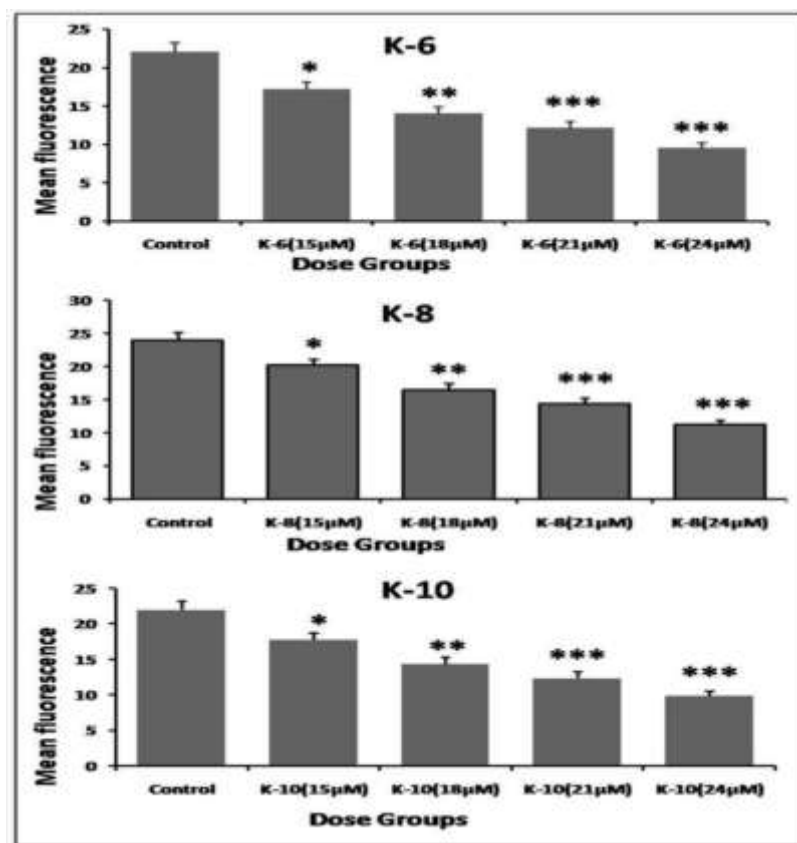 K-6
25
20
15
10
5
0
Mean fluorescence
*
**
***
***
Control K-6(15µM) K-6(18µM) K-6(21µM) K-6(24µM)
Dose Groups
K-8
30
25
20
15
10
5
0
Mean fluorescence
*
**
***
***
Control K-8(15µM) K-8(18µM) K-8(21µM) K-8(24µM)
Dose Groups
K-10
25
20
15
10
5
0
Mean fluorescence
*
**
***
***
Control K-10(15µM) K-10(18µM) K-10(21µM) K-10(24µM)
Dose Groups